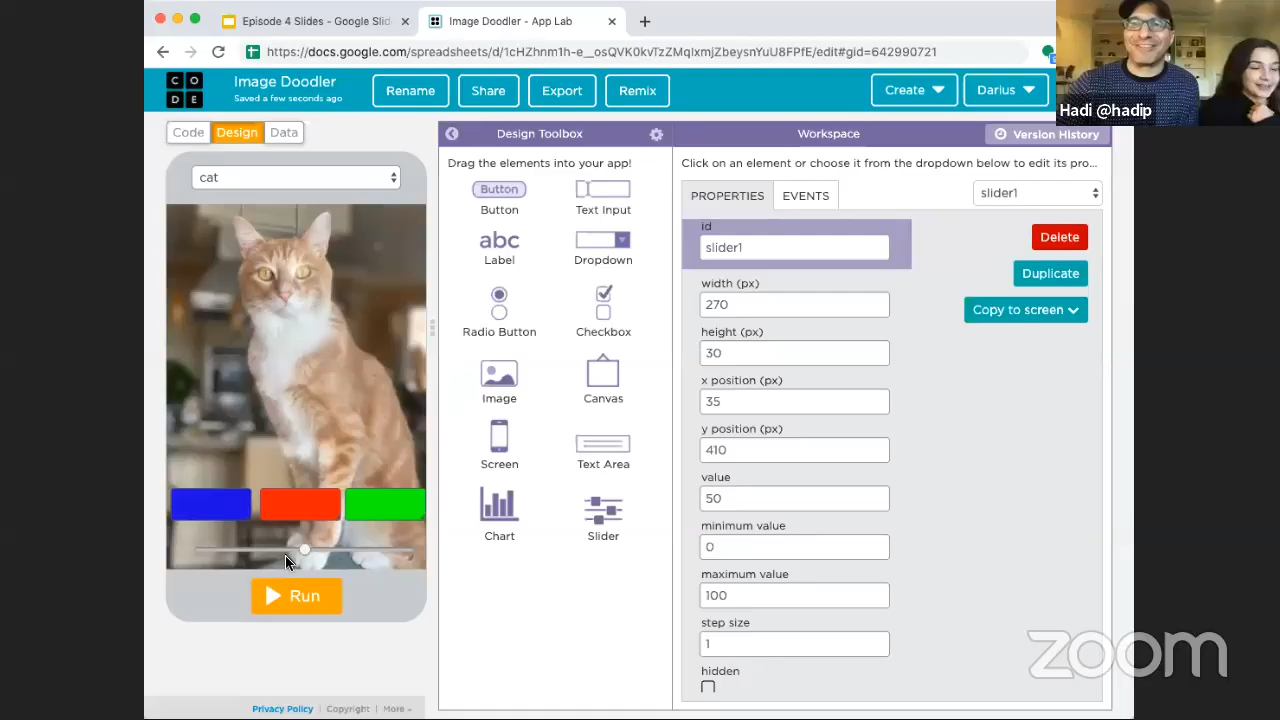 Episode 4 Slides - Google Slid
Image Doodler - App Lab
https://docs.google.com/spreadsheets/d/1cHZhnm1h-e__osQVK0kvTzZMqlxmjZbeysnYuU8FPfE/edit#gid=642990721
Hadi @hadip
CODE
Image Doodler
Saved a few seconds ago
Rename
Share
Export
Remix
Create
Darius
Code
Design
Data
Design Toolbox
Workspace
Version History
Drag the elements into your app!
Click on an element or choose it from the dropdown below to edit its pro...
cat
Button
Button
Text Input
abc
Label
Dropdown
Radio Button
Checkbox
Image
Canvas
Screen
Text Area
Chart
Slider
PROPERTIES
EVENTS
slider1
id
slider1
Delete
Duplicate
Copy to screen
width (px)
270
height (px)
30
x position (px)
35
y position (px)
410
value
50
minimum value
0
maximum value
100
step size
1
hidden
Run
Privacy Policy | Copyright | More
zoom